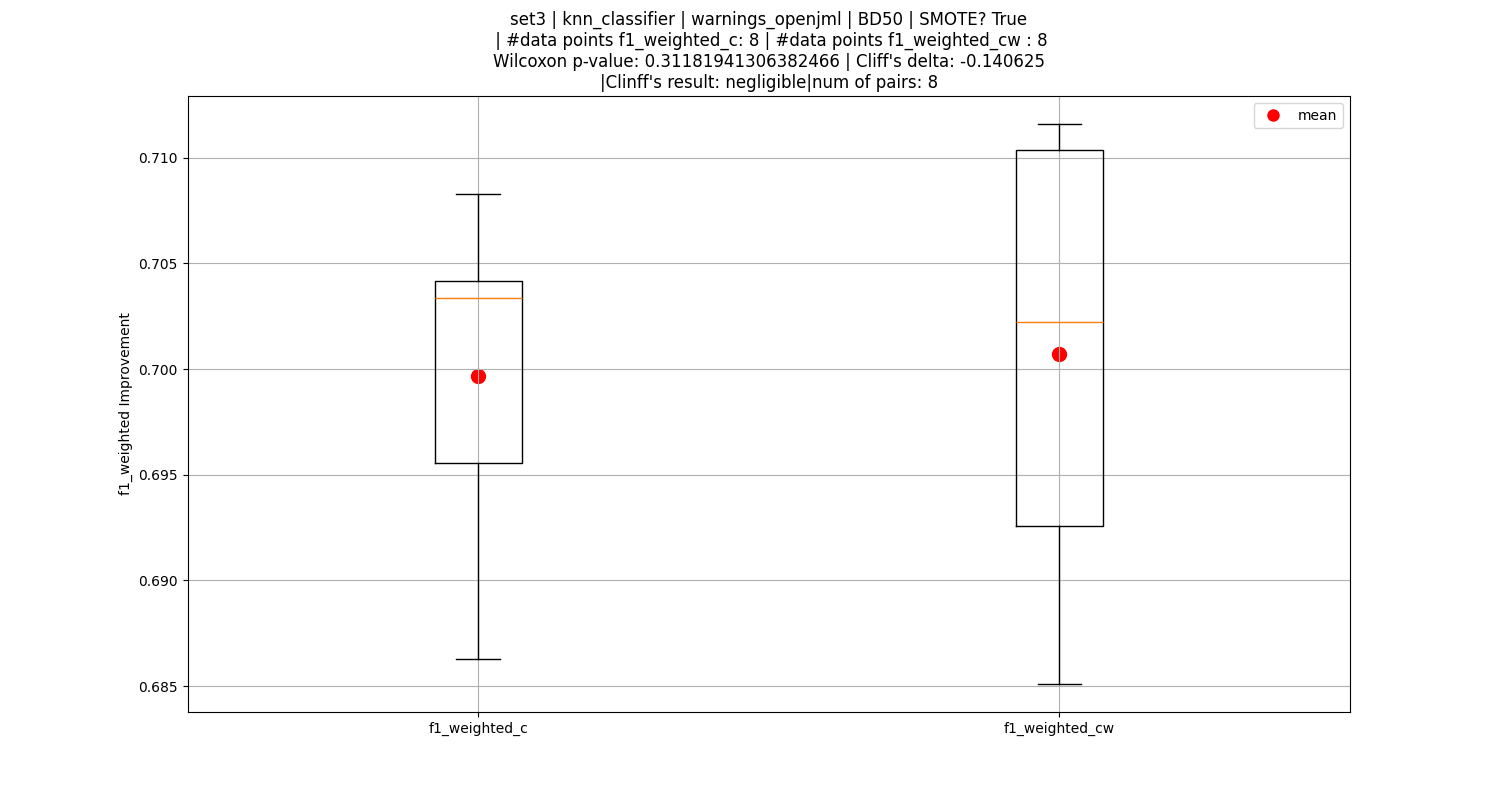 set3 | knn_classifier | warnings_openjml | BD50 | SMOTE? True
| #data points f1_weighted_c: 8 | #data points f1_weighted_cw : 8
Wilcoxon p-value: 0.31181941306382466 | Cliff's delta: -0.140625
|Clinff's result: negligible|num of pairs: 8
mean
0.710
0.705
0.700
0.695
0.690
0.685
f1_weighted Improvement
f1_weighted_c
f1_weighted_cw